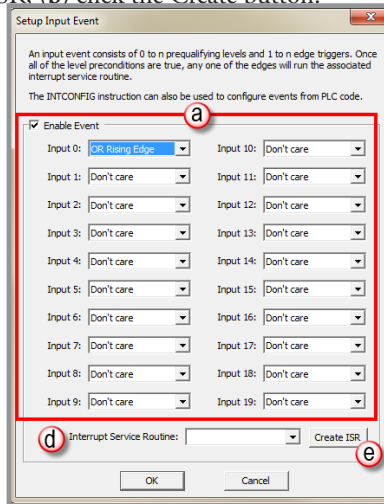 SR, (b) click the Create button.
Setup Input Event
An input event consists of 0 to n prequalifying levels and 1 to n edge triggers. Once
all of the level preconditions are true, any one of the edges will run the associated
interrupt service routine.
The INTCONFIG instruction can also be used to configure events from PLC code.
a
Enable Event
Input 0: OR Rising Edge Input 10: Don't care
Input 1: Don't care Input 11: Don't care
Input 2: Don't care Input 12: Don't care
Input 3: Don't care Input 13: Don't care
Input 4: Don't care Input 14: Don't care
Input 5: Don't care Input 15: Don't care
Input 6: Don't care Input 16: Don't care
Input 7: Don't care Input 17: Don't care
Input 8: Don't care Input 18: Don't care
Input 9: Don't care Input 19: Don't care
d Interrupt Service Routine: Create ISR
e
OK Cancel